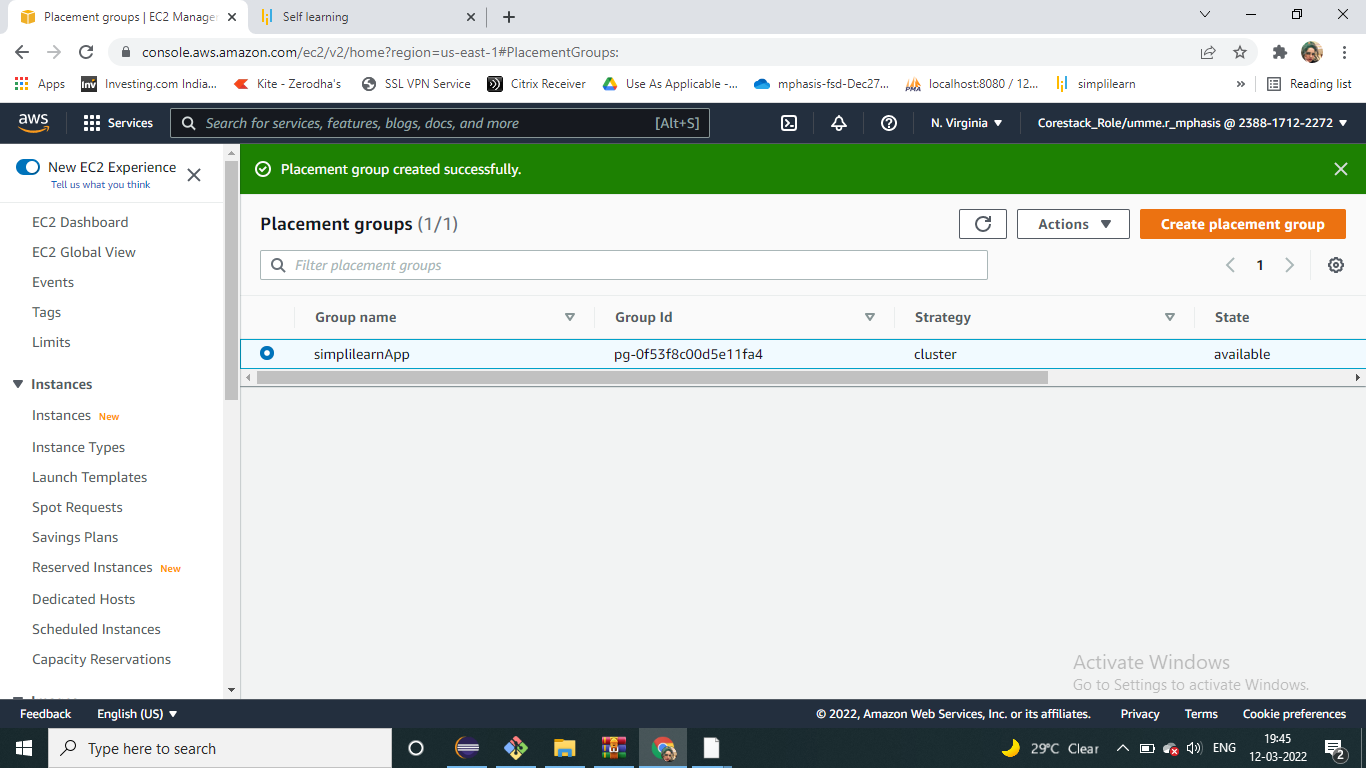 Placement groups | EC2 Manage
Self learning
console.aws.amazon.com/ec2/v2/home?region=us-east-1#PlacementGroups:
Apps
inv
Investing.com India...
Kite - Zerodha's
SSL VPN Service
Citrix Receiver
Use As Applicable -...
mphasis-fsd-Dec27...
localhost:8080 / 12...
simplilearn
»
Reading list
aws
Services
Search for services, features, blogs, docs, and more
[Alt+S]
N. Virginia
Corestack_Role/umme.r_mphasis @ 2388-1712-2272
New EC2 Experience
Tell us what you think
Placement group created successfully.
EC2 Dashboard
EC2 Global View
Events
Tags
Limits
Instances
Instances New
Instance Types
Launch Templates
Spot Requests
Savings Plans
Reserved Instances New
Dedicated Hosts
Scheduled Instances
Capacity Reservations
Placement groups (1/1)
Actions
Create placement group
Filter placement groups
1
Group name
Group Id
Strategy
State
simplilearnApp
pg-0f53f8c00d5e11fa4
cluster
available
Activate Windows
Go to Settings to activate Windows.
Feedback
English (US)
© 2022, Amazon Web Services, Inc. or its affiliates.
Privacy
Terms
Cookie preferences
Type here to search
29°C Clear
ENG
19:45
12-03-2022
2